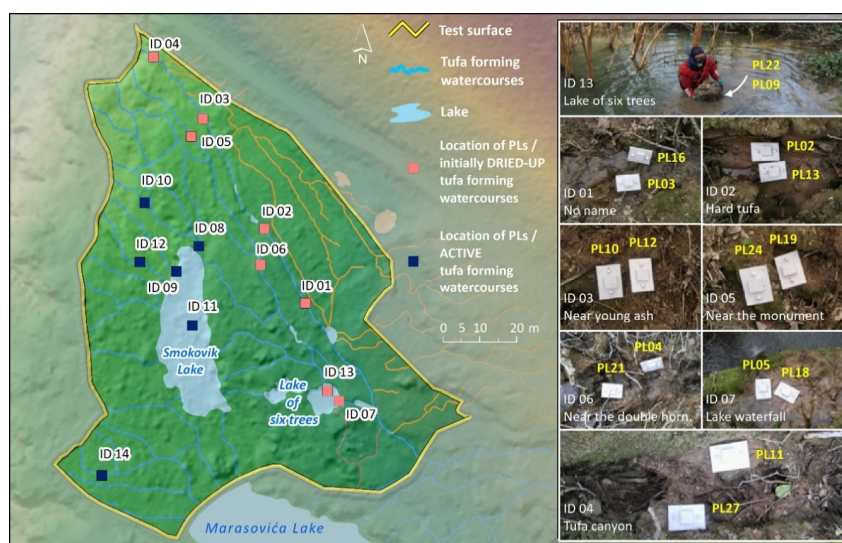 ID 04
ID 03
ID 05
ID 10
ID 02
ID 08
ID 12
ID 06
ID 09
ID 01
ID 11
Smokovik
Lake
ID 13
Lake
of
six trees
ID 07
ID 14
Marasovića Lake
N
Test surface
Tufa forming
watercourses
Lake
Location of PLs /
initially DRIED-UP
tufa forming
watercourses
Location of PLs /
ACTIVE
tufa forming
watercourses
0 5 10 20 m
PL22
PL09
ID 13
Lake of six trees
PL16
PL03
ID 01
No name
PL02
PL13
ID 02
Hard tufa
PL10 PL12
ID 03
Near young ash
PL19
PL24
ID 05
Near the monument
PL04
PL21
ID 06
Near the double horn.
PL05
PL18
ID 07
Lake waterfall
PL11
PL27
ID 04
Tufa canyon